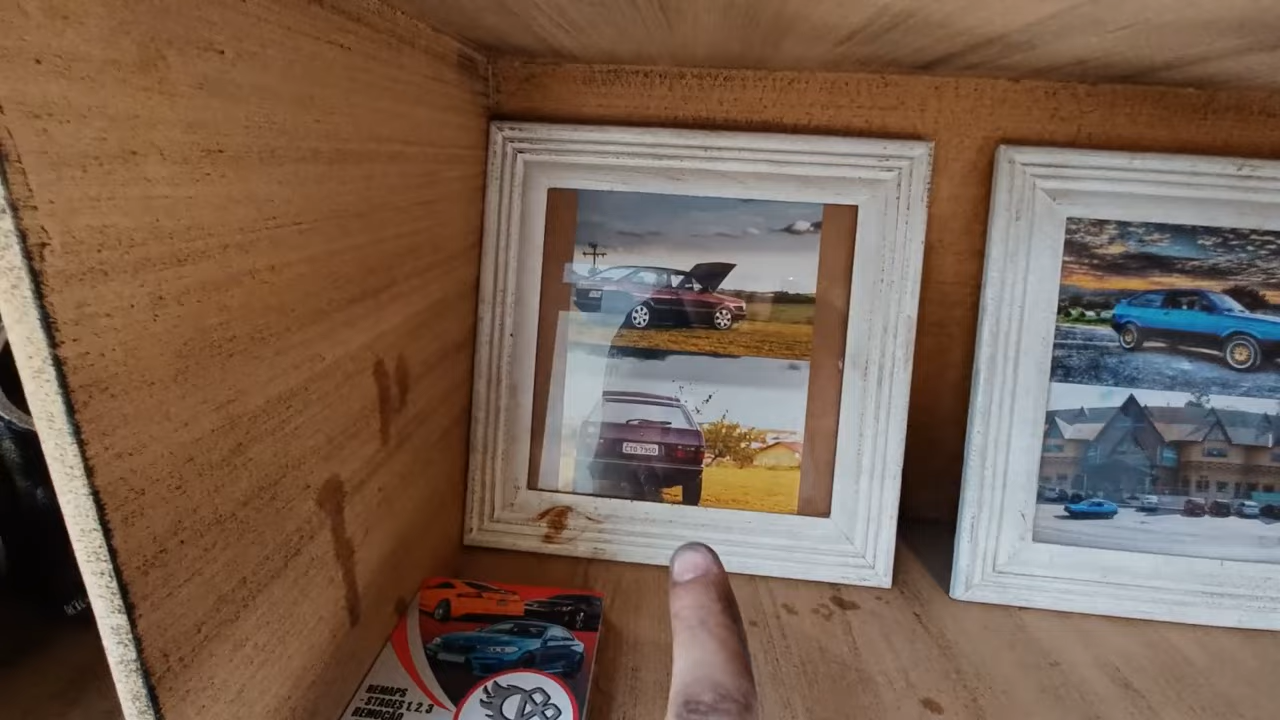 CTO 7950
REMAPS
- STAGES 1, 2, 3
REMOÇÃO